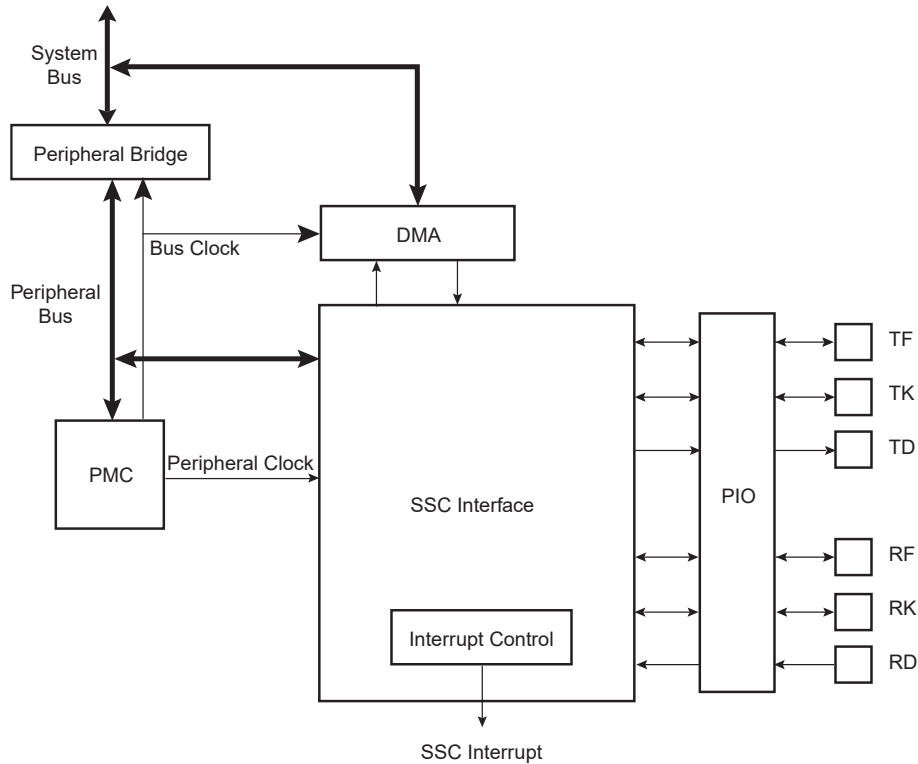 System
Bus
Peripheral Bridge
Bus Clock
DMA
Peripheral
Bus
TF
TK
TD
PMC
Peripheral Clock
SSC Interface
PIO
RF
RK
RD
Interrupt Control
SSC Interrupt